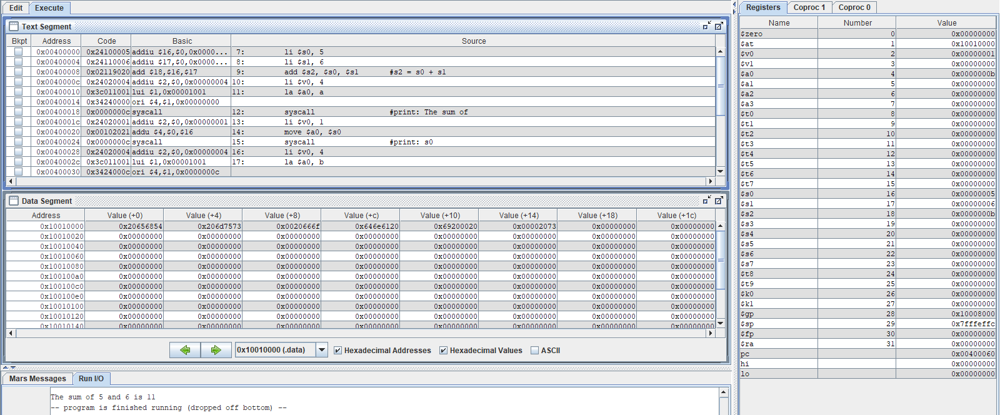 Edit Execute
Text Segment
Bkpt Address Code Basic Source
0x00400000 0x24100005 addiu $16,$0,0x0000... 7: li $s0, 5
0x00400004 0x24110006 addiu $17,$0,0x0000... 8: li $s1, 6
0x00400008 0x02119020 add $18,$16,$17 9: add $s2, $s0, $s1 #s2 = s0 + s1
0x0040000c 0x24020004 addiu $2,$0,0x00000004 10: li $v0, 4
0x00400010 0x3c011001 lui $1,0x00001001 11: la $a0, a
0x00400014 0x34240000 ori $4,$1,0x00000000
0x00400018 0x0000000c syscall 12: syscall #print: The sum of
0x0040001c 0x24020001 addiu $2,$0,0x00000001 13: li $v0, 1
0x00400020 0x00102021 addu $4,$0,$16 14: move $a0, $s0
0x00400024 0x0000000c syscall 15: syscall #print: s0
0x00400028 0x24020004 addiu $2,$0,0x00000004 16: li $v0, 4
0x0040002c 0x3c011001 lui $1,0x00001001 17: la $a0, b
0x00400030 0x3424000c ori $4,$1,0x0000000c
Data Segment
Address Value (+0) Value (+4) Value (+8) Value (+c) Value (+10) Value (+14) Value (+18) Value (+1c)
0x10010000 0x20656854 0x206d7573 0x0020666f 0x646e6120 0x69200020 0x00002073 0x00000000 0x00000000
0x10010020 0x00000000 0x00000000 0x00000000 0x00000000 0x00000000 0x00000000 0x00000000 0x00000000
0x10010040 0x00000000 0x00000000 0x00000000 0x00000000 0x00000000 0x00000000 0x00000000 0x00000000
0x10010060 0x00000000 0x00000000 0x00000000 0x00000000 0x00000000 0x00000000 0x00000000 0x00000000
0x10010080 0x00000000 0x00000000 0x00000000 0x00000000 0x00000000 0x00000000 0x00000000 0x00000000
0x100100a0 0x00000000 0x00000000 0x00000000 0x00000000 0x00000000 0x00000000 0x00000000 0x00000000
0x100100c0 0x00000000 0x00000000 0x00000000 0x00000000 0x00000000 0x00000000 0x00000000 0x00000000
0x100100e0 0x00000000 0x00000000 0x00000000 0x00000000 0x00000000 0x00000000 0x00000000 0x00000000
0x10010100 0x00000000 0x00000000 0x00000000 0x00000000 0x00000000 0x00000000 0x00000000 0x00000000
0x10010120 0x00000000 0x00000000 0x00000000 0x00000000 0x00000000 0x00000000 0x00000000 0x00000000
0x10010140 0x00000000 0x00000000 0x00000000 0x00000000 0x00000000 0x00000000 0x00000000 0x00000000
0x10010000 (.data) Hexadecimal Addresses Hexadecimal Values ASCII
Mars Messages Run I/O
The sum of 5 and 6 is 11
-- program is finished running (dropped off bottom) --
Registers Coproc 1 Coproc 0
Name Number Value
$zero 0 0x00000000
$at 1 0x10010000
$v0 2 0x00000001
$v1 3 0x00000000
$a0 4 0x0000000b
$a1 5 0x00000000
$a2 6 0x00000000
$a3 7 0x00000000
$t0 8 0x00000000
$t1 9 0x00000000
$t2 10 0x00000000
$t3 11 0x00000000
$t4 12 0x00000000
$t5 13 0x00000000
$t6 14 0x00000000
$t7 15 0x00000000
$s0 16 0x00000005
$s1 17 0x00000006
$s2 18 0x0000000b
$s3 19 0x00000000
$s4 20 0x00000000
$s5 21 0x00000000
$s6 22 0x00000000
$s7 23 0x00000000
$t8 24 0x00000000
$t9 25 0x00000000
$k0 26 0x00000000
$k1 27 0x00000000
$gp 28 0x10008000
$sp 29 0x7fffeffc
$fp 30 0x00000000
$ra 31 0x00000000
pc 0x00400060
hi 0x00000000
lo 0x00000000